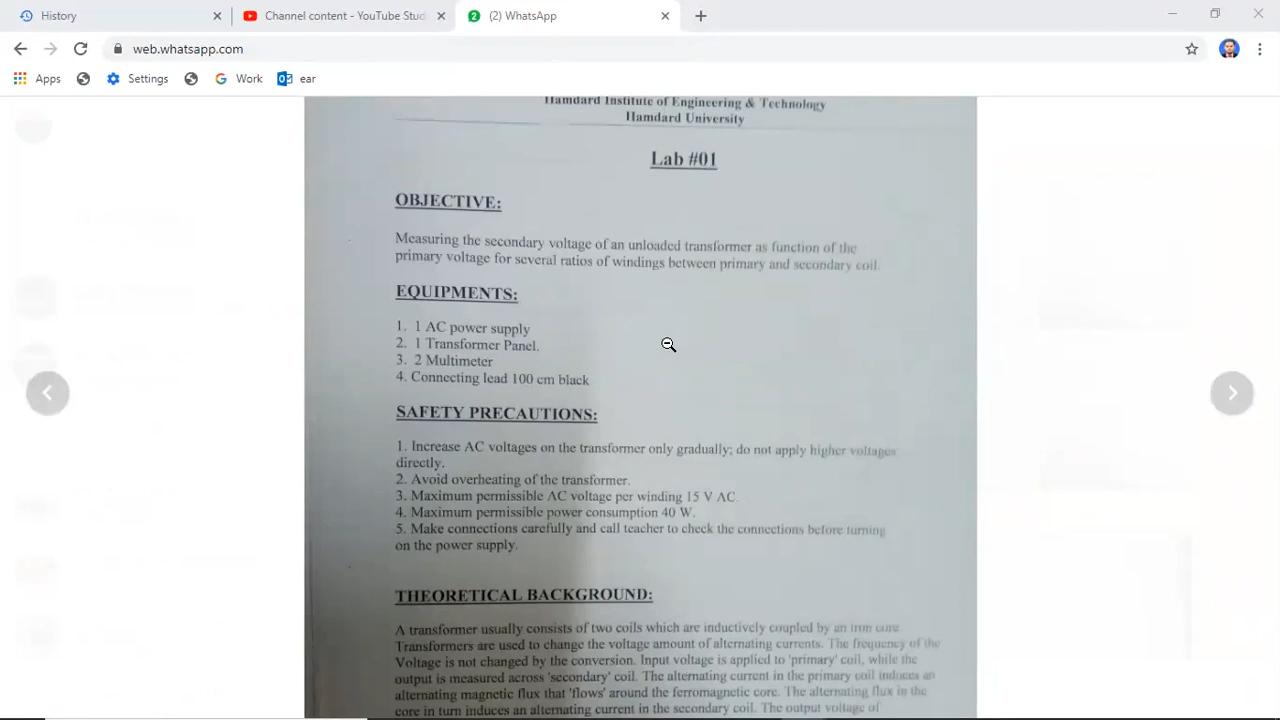 History
Channel content - YouTube Stud
2 (2) WhatsApp
web.whatsapp.com
Apps
Settings
G Work
ear
Hamdard Institute of Engineering & Technology
Hamdard University
Lab #01
OBJECTIVE:
Measuring the secondary voltage of an unloaded transformer as function of the
primary voltage for several ratios of windings between primary and secondary coil.
EQUIPMENTS:
1. 1 AC power supply
2. 1 Transformer Panel.
3. 2 Multimeter
4. Connecting lead 100 cm black
SAFETY PRECAUTIONS:
1. Increase AC voltages on the transformer only gradually; do not apply higher voltages
directly.
2. Avoid overheating of the transformer.
3. Maximum permissible AC voltage per winding 15 V AC.
4. Maximum permissible power consumption 40 W.
5. Make connections carefully and call teacher to check the connections before turning
on the power supply.
THEORETICAL BACKGROUND:
A transformer usually consists of two coils which are inductively coupled by an iron core.
Transformers are used to change the voltage amount of alternating currents. The frequency of the
Voltage is not changed by the conversion. Input voltage is applied to 'primary' coil, while the
output is measured across 'secondary' coil. The alternating current in the primary coil induces an
alternating magnetic flux that 'flows' around the ferromagnetic core. The alternating flux in the
core in turn induces an alternating current in the secondary coil. The output voltage of